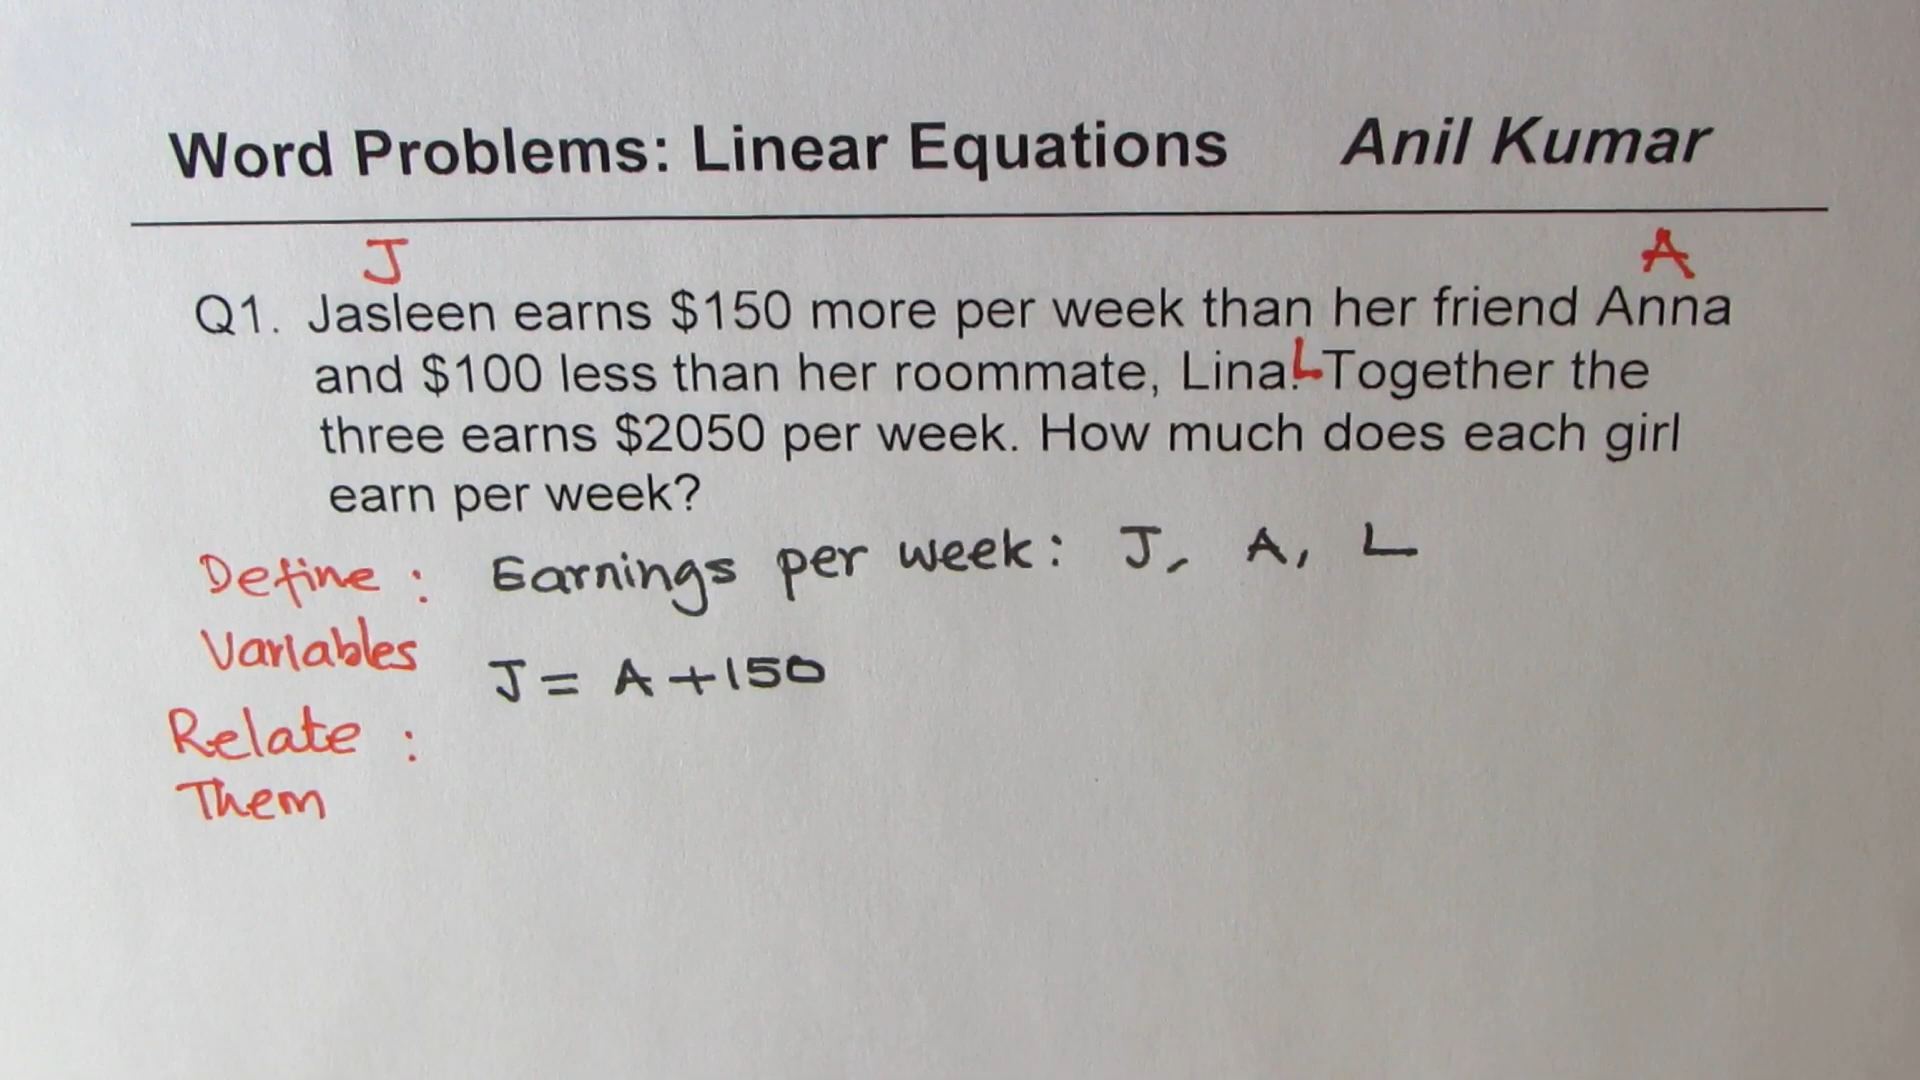 Word Problems: Linear Equations Anil Kumar
J A
Q1. Jasleen earns $150 more per week than her friend Anna
and $100 less than her roommate, Lina. L Together the
three earns $2050 per week. How much does each girl
earn per week?
Define : Earnings per week: J, A, L
Variables
J = A + 150
Relate :
Them